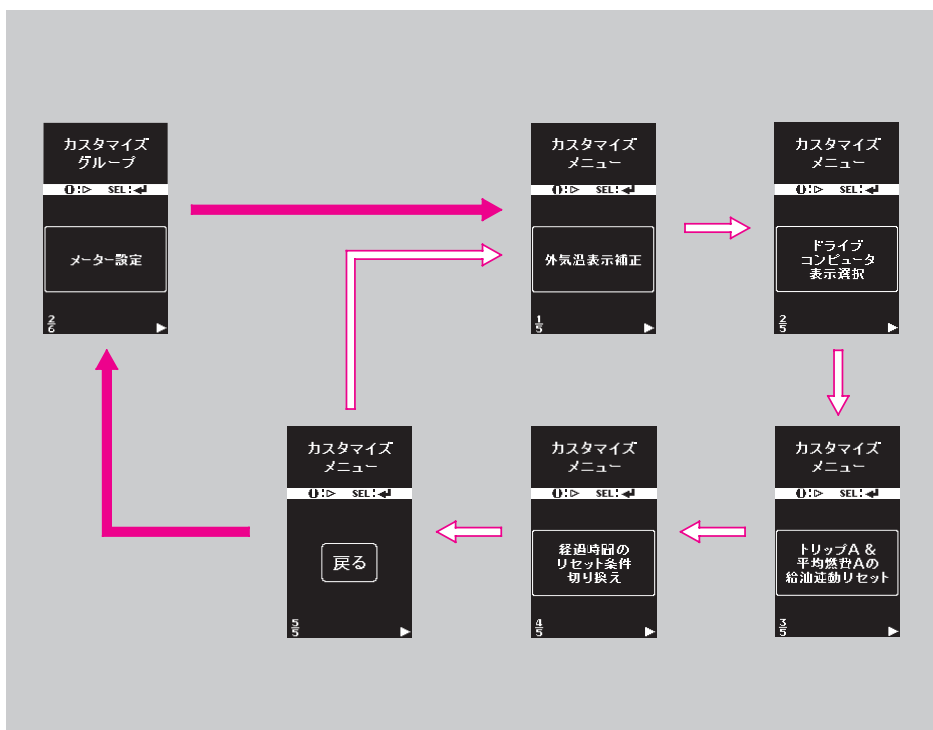 カスタマイズ
グループ
SEL:
メーター設定
2/6
カスタマイズ
メニュー
SEL:
外気温表示補正
1/5
カスタマイズ
メニュー
SEL:
ドライブ
コンピュータ
表示選択
2/5
カスタマイズ
メニュー
SEL:
戻る
5/5
カスタマイズ
メニュー
SEL:
経過時間の
リセット条件
切り換え
4/5
カスタマイズ
メニュー
SEL:
トリップA &
平均燃費Aの
給油連動リセット
3/5